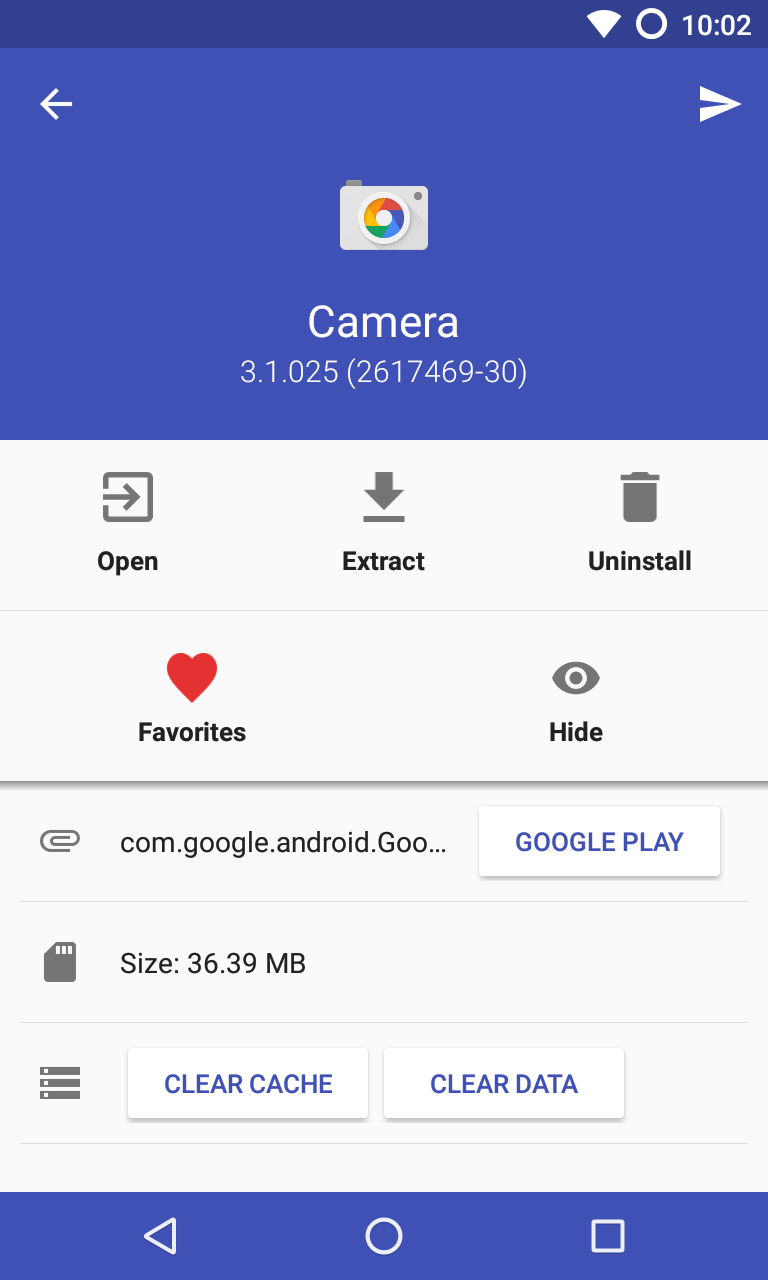 10:02
Camera
3.1.025 (2617469-30)
Open
Extract
Uninstall
Favorites
Hide
com.google.android.Goo...
GOOGLE PLAY
Size: 36.39 MB
CLEAR CACHE
CLEAR DATA